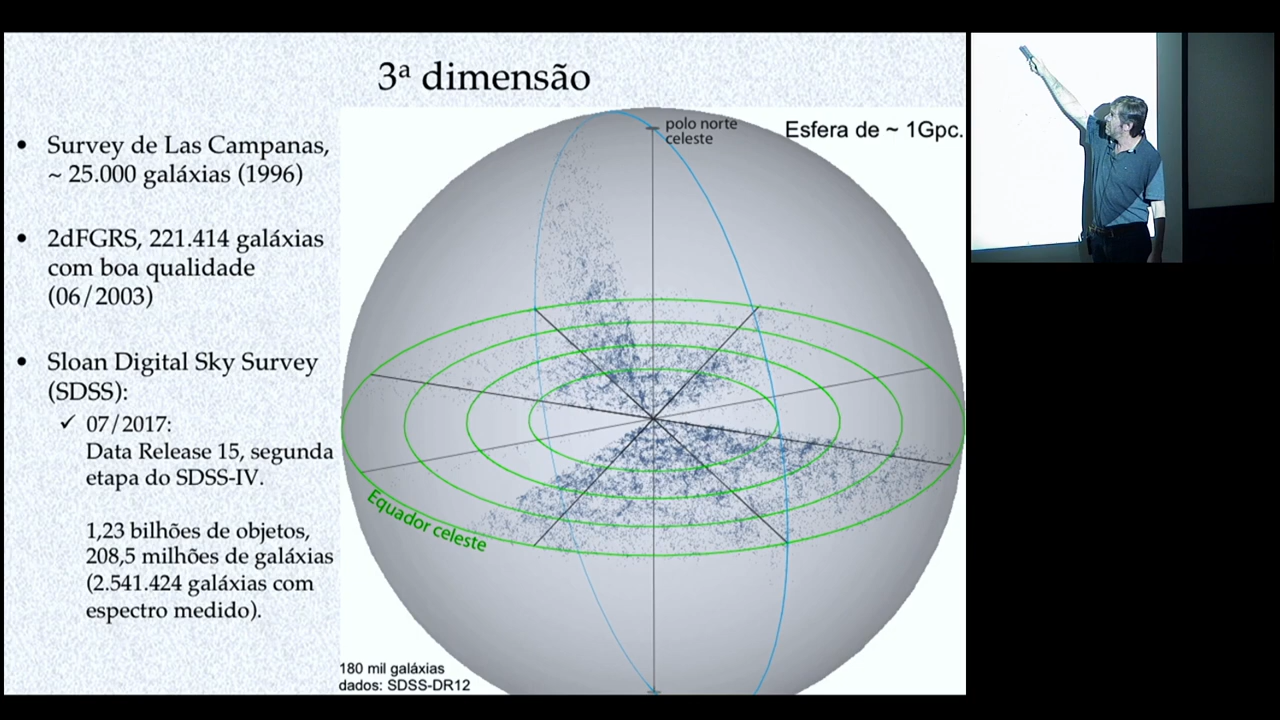 3ª dimensão
• Survey de Las Campanas,
~ 25.000 galáxias (1996)
• 2dFGRS, 221.414 galáxias
com boa qualidade
(06/2003)
• Sloan Digital Sky Survey
(SDSS):
✓ 07/2017:
Data Release 15, segunda
etapa do SDSS-IV.
1,23 bilhões de objetos,
208,5 milhões de galáxias
(2.541.424 galáxias com
espectro medido).
polo norte
celeste
Esfera de ~ 1Gpc.
Equador celeste
180 mil galáxias
dados: SDSS-DR12